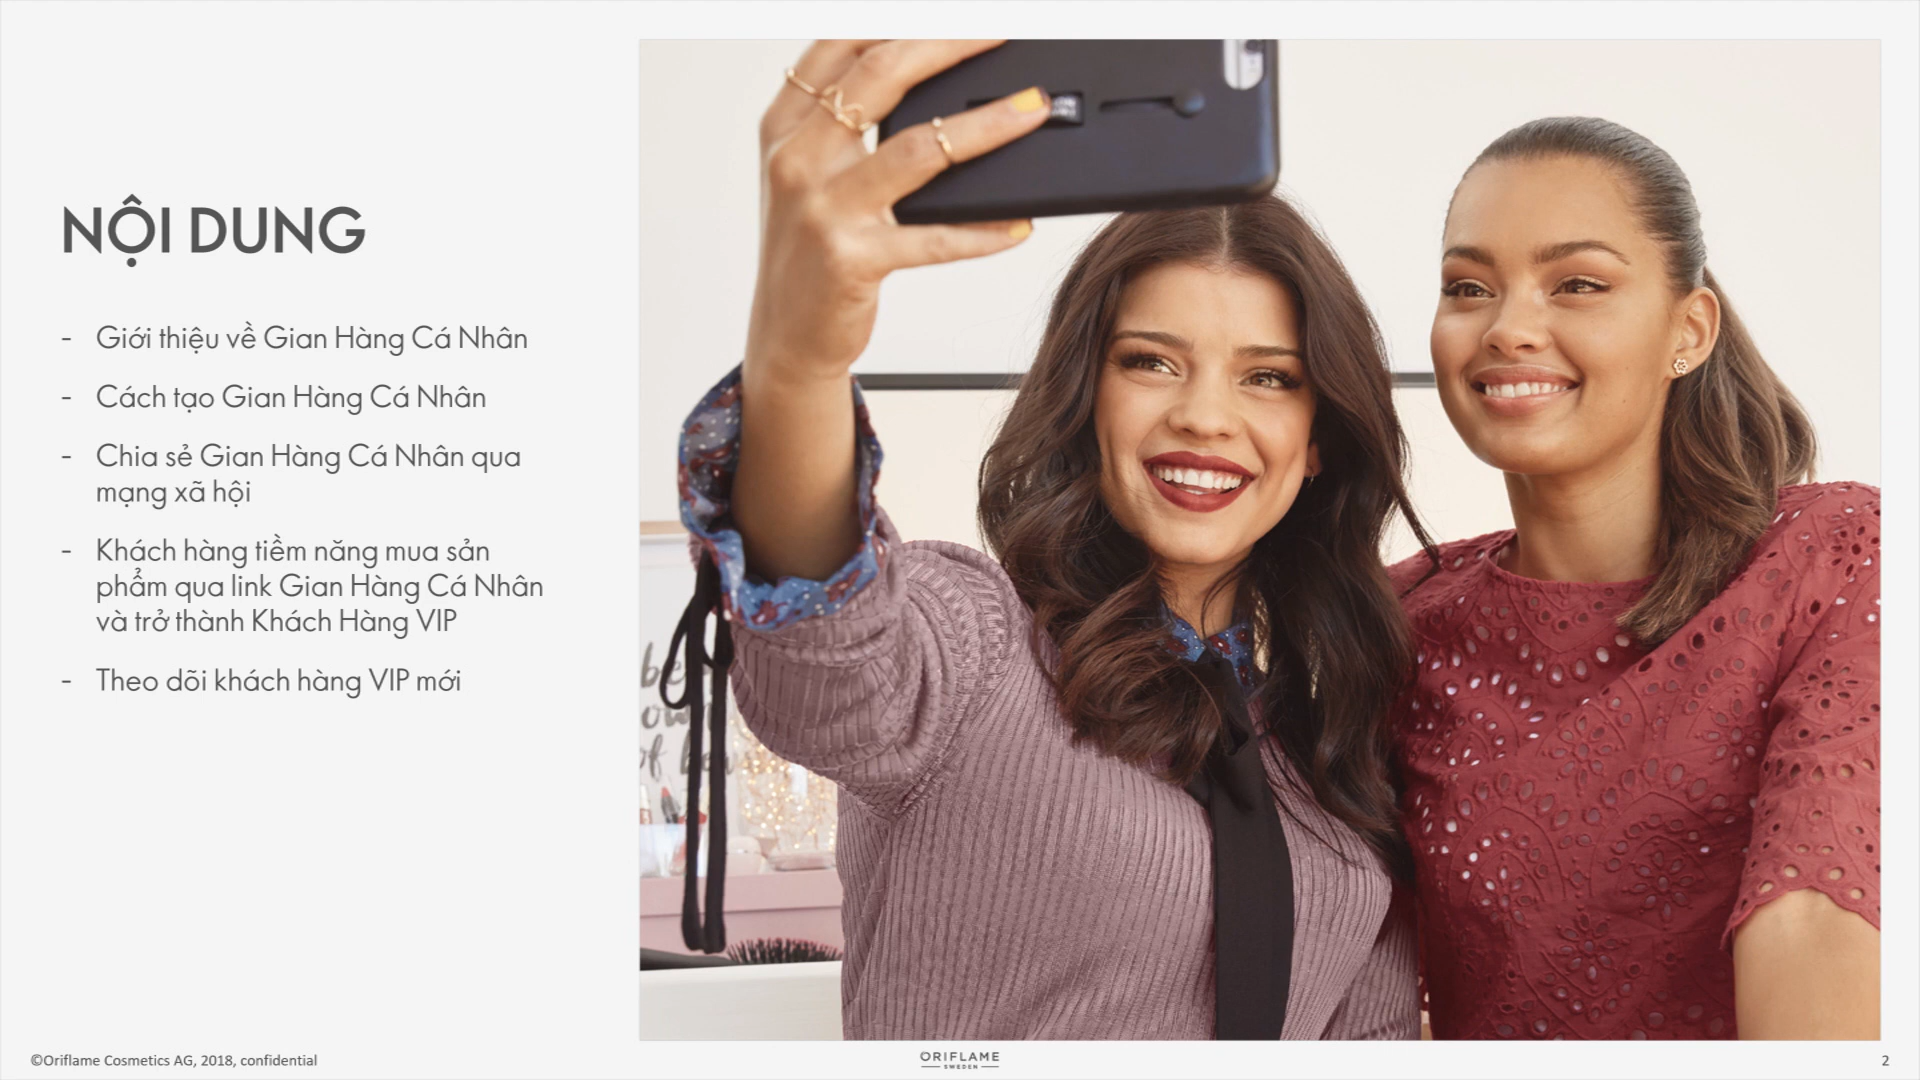 NỘI DUNG
- Giới thiệu về Gian Hàng Cá Nhân
- Cách tạo Gian Hàng Cá Nhân
- Chia sẻ Gian Hàng Cá Nhân qua
mạng xã hội
- Khách hàng tiềm năng mua sản
phẩm qua link Gian Hàng Cá Nhân
và trở thành Khách Hàng VIP
- Theo dõi khách hàng VIP mới
be
of
©Oriflame Cosmetics AG, 2018, confidential
ORIFLAME
SWEDEN
2